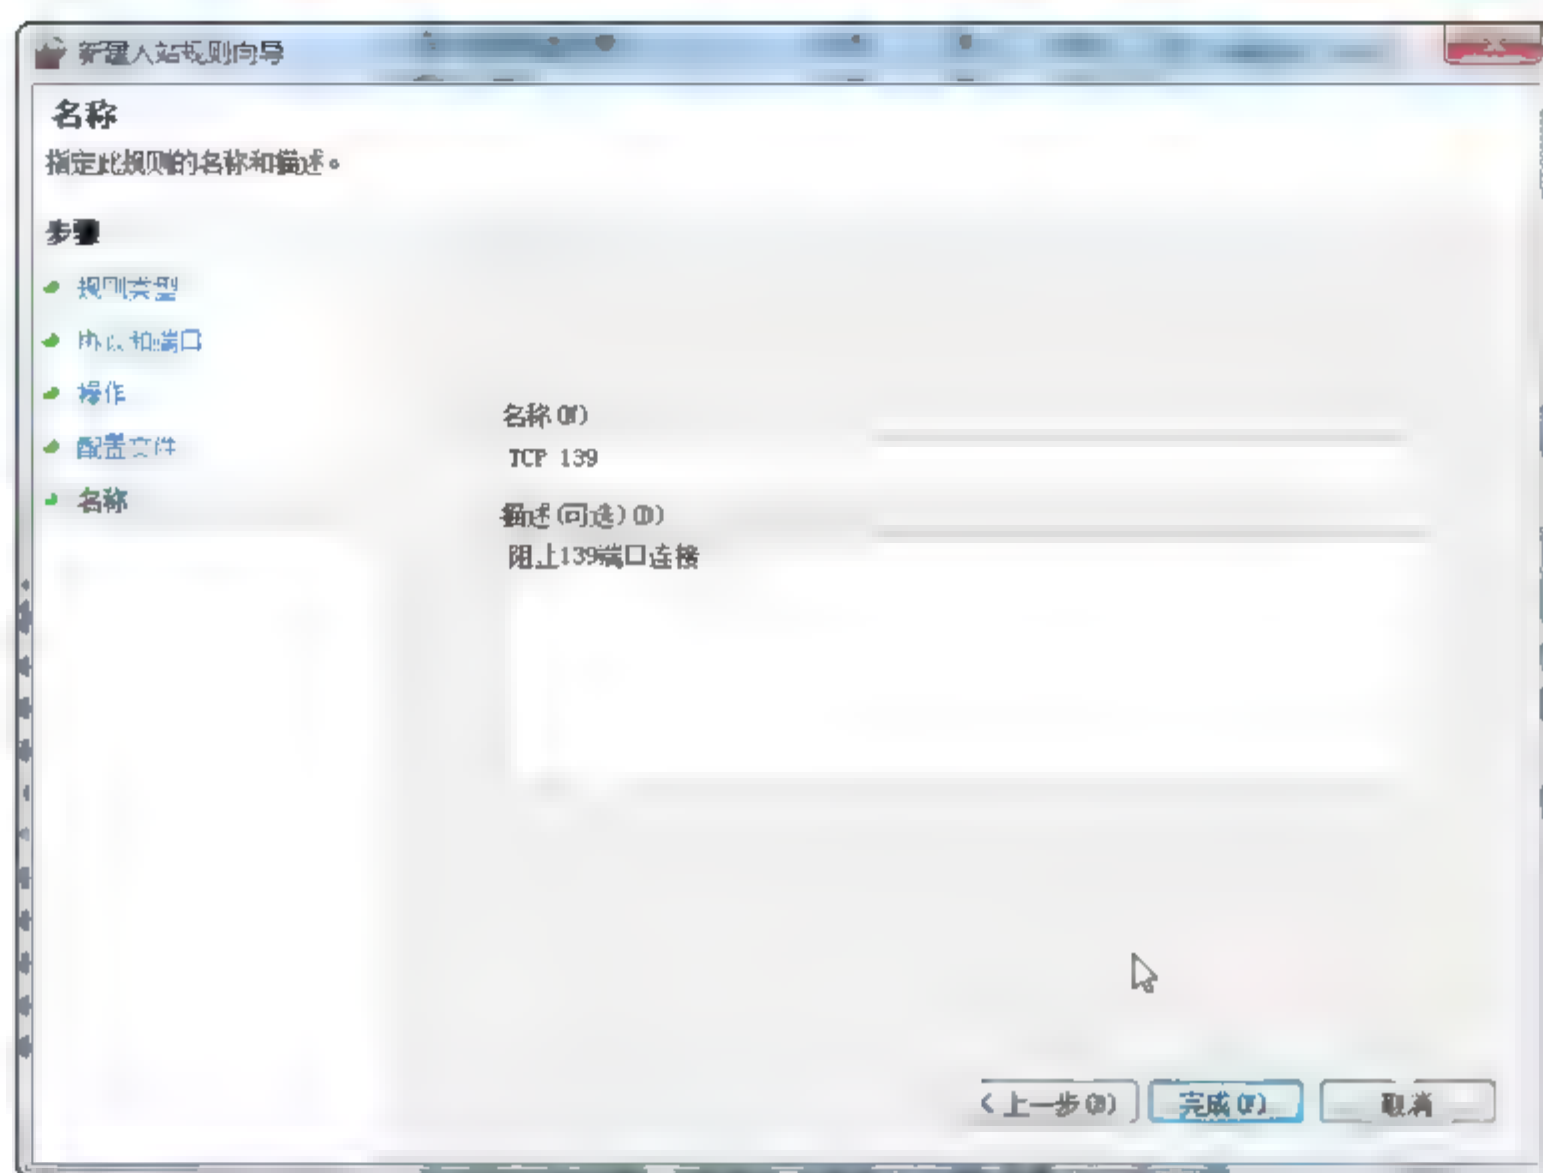 新建入站规则向导
名称
指定此规则的名称和描述。
步骤
规则类型
协议和端口
操作
配置文件
名称
名称(N)
TCP 139
描述(可选)(D)
阻止139端口连接
< 上一步(B)
完成(F)
取消